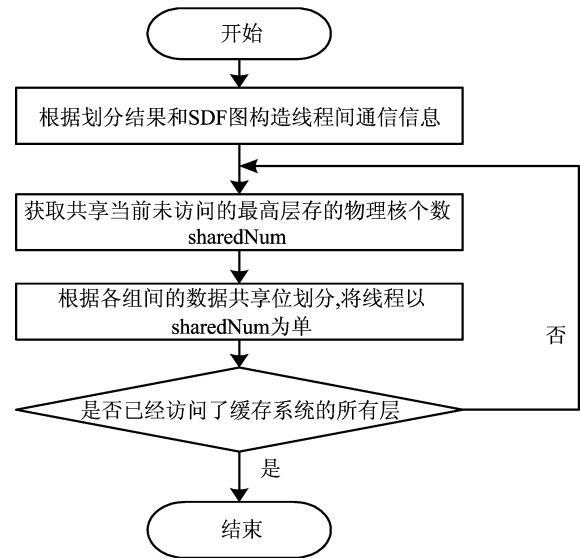 开始
根据划分结果和SDF图构造线程间通信信息
获取共享当前未访问的最高层存的物理核个数
sharedNum
根据各组间的数据共享位划分,将线程以
sharedNum为单
否
是否已经访问了缓存系统的所有层
是
结束